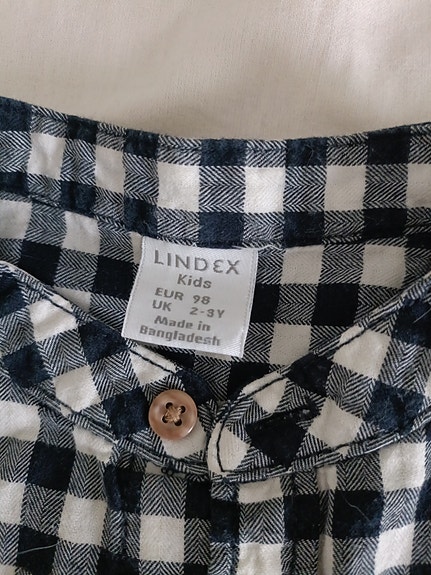 LINDEX
Kids
EUR 98
UK 2-3Y
Made in
Bangladesh